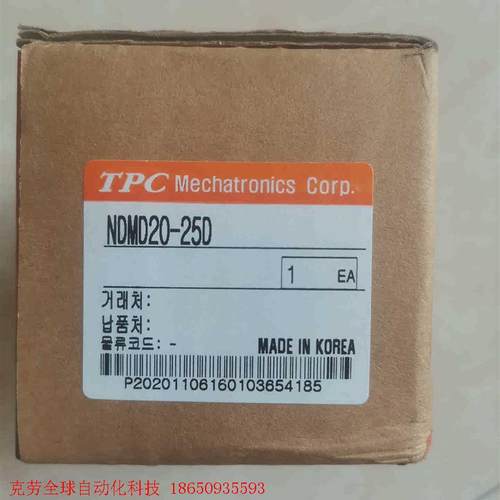 TPC Mechatronics Corp.
NDMD20-25D
1 EA
거래처:
납품처:
물류코드: -
MADE IN KOREA
P20201106160103654185
克劳全球自动化科技 18650935593